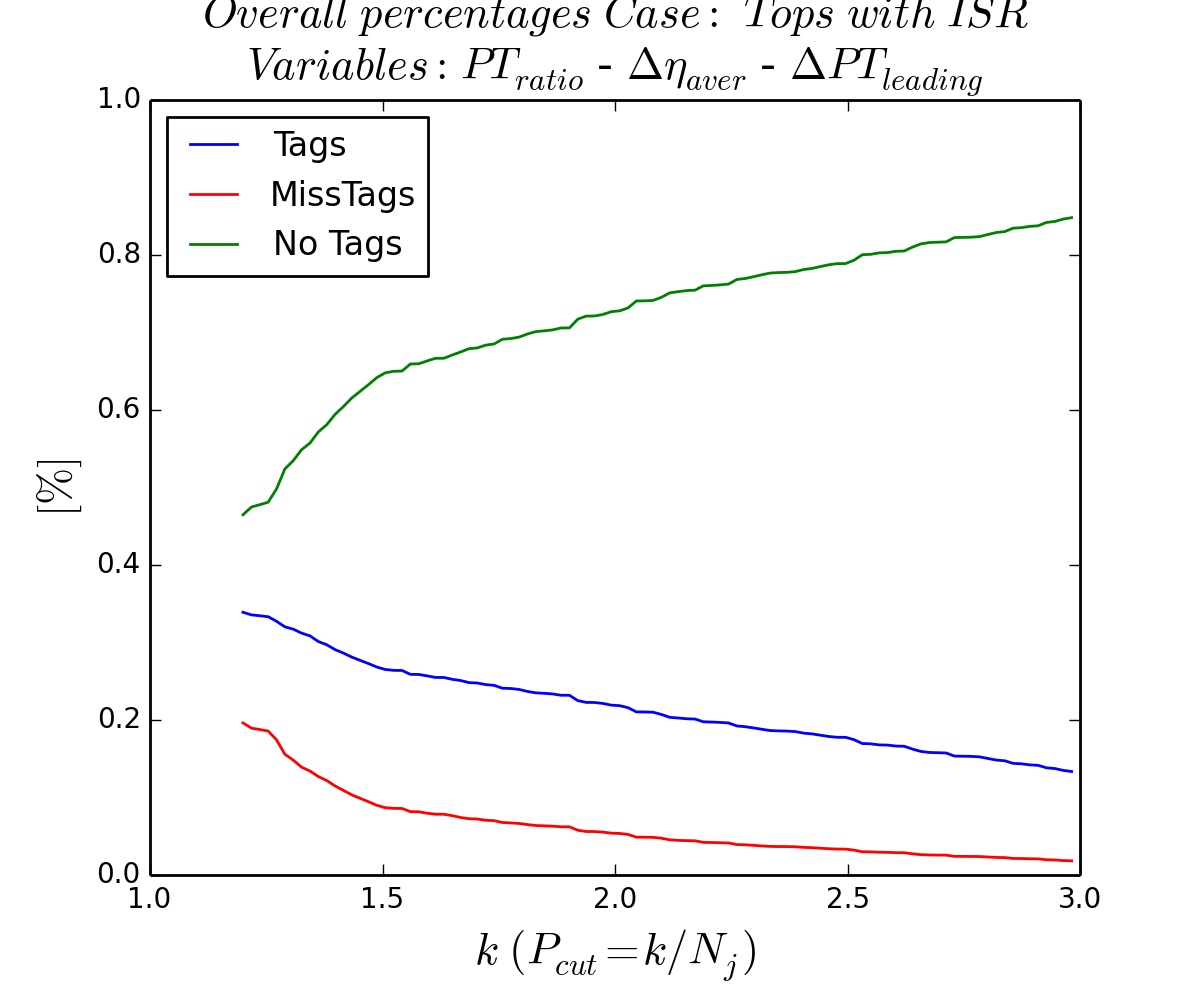 Overall percentages Case: Tops with ISR
Variables: PT_ratio - Δη_aver - ΔPT_leading
1.0
Tags
MissTags
No Tags
0.8
0.6
[%]
0.4
0.2
0.0
1.0 1.5 2.0 2.5 3.0
k (P_cut = k/N_j)